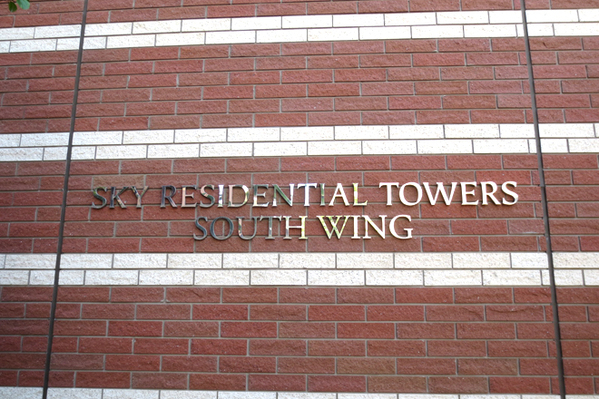 SKY RESIDENTIAL TOWERS
SOUTH WING